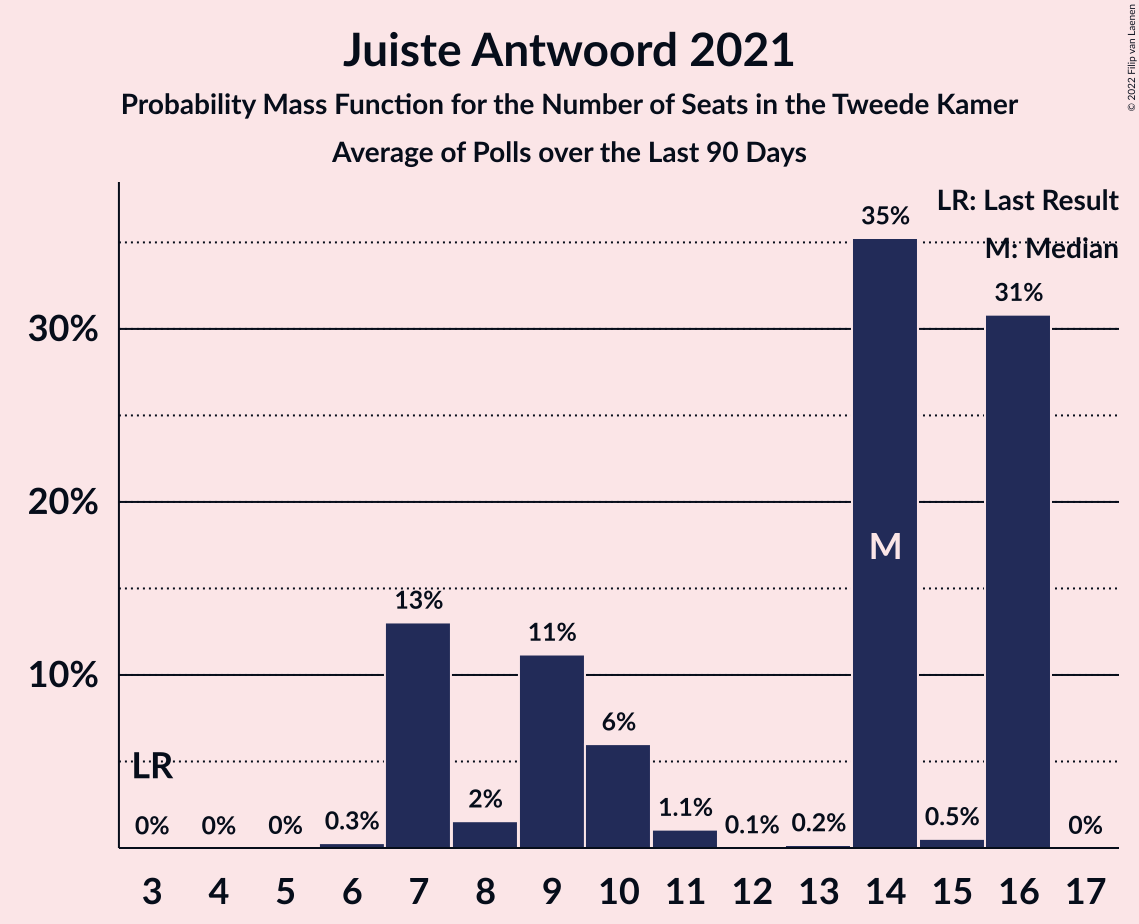 Juiste Antwoord 2021
Probability Mass Function for the Number of Seats in the Tweede Kamer
Average of Polls over the Last 90 Days
© 2022 Filip van Laenen
LR: Last Result
M: Median
35%
31%
30%
20%
M
13%
11%
10%
6%
LR
0% 0% 0% 0.3% 2% 1.1% 0.1% 0.2% 0.5% 0%
3 4 5 6 7 8 9 10 11 12 13 14 15 16 17